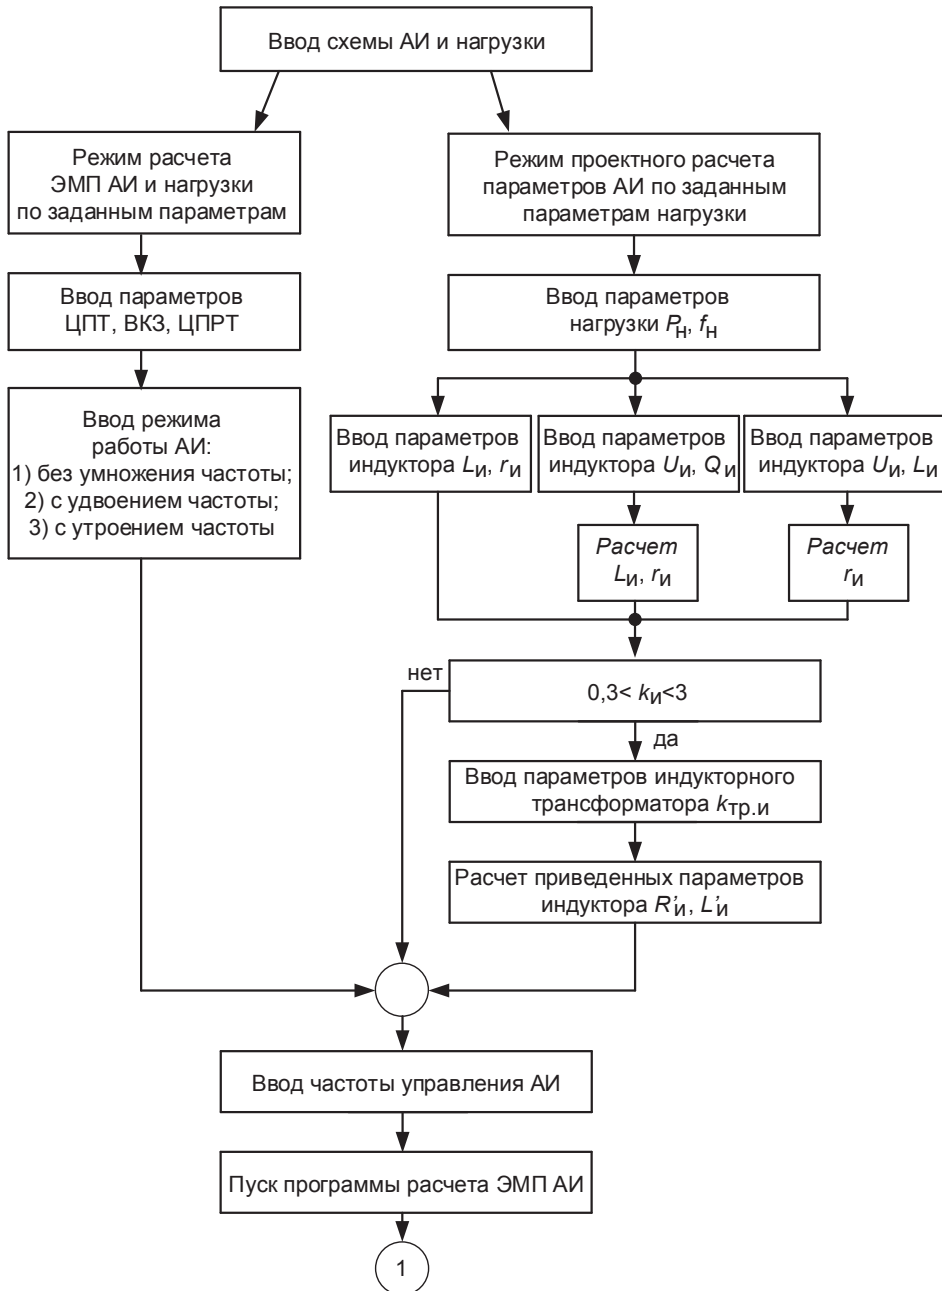 Ввод схемы АИ и нагрузки
Режим расчета
ЭМП АИ и нагрузки
по заданным параметрам
Режим проектного расчета
параметров АИ по заданным
параметрам нагрузки
Ввод параметров
ЦПТ, ВКЗ, ЦПРТ
Ввод параметров
нагрузки Pн, fн
Ввод режима
работы АИ:
1) без умножения частоты;
2) с удвоением частоты;
3) с утроением частоты
Ввод параметров
индуктора Lи, rи
Ввод параметров
индуктора Uи, Qи
Ввод параметров
индуктора Uи, Lи
Расчет
Lи, rи
Расчет
rи
нет
0,3< kи<3
да
Ввод параметров индукторного
трансформатора kтр.и
Расчет приведенных параметров
индуктора R'и, L'и
Ввод частоты управления АИ
Пуск программы расчета ЭМП АИ
1